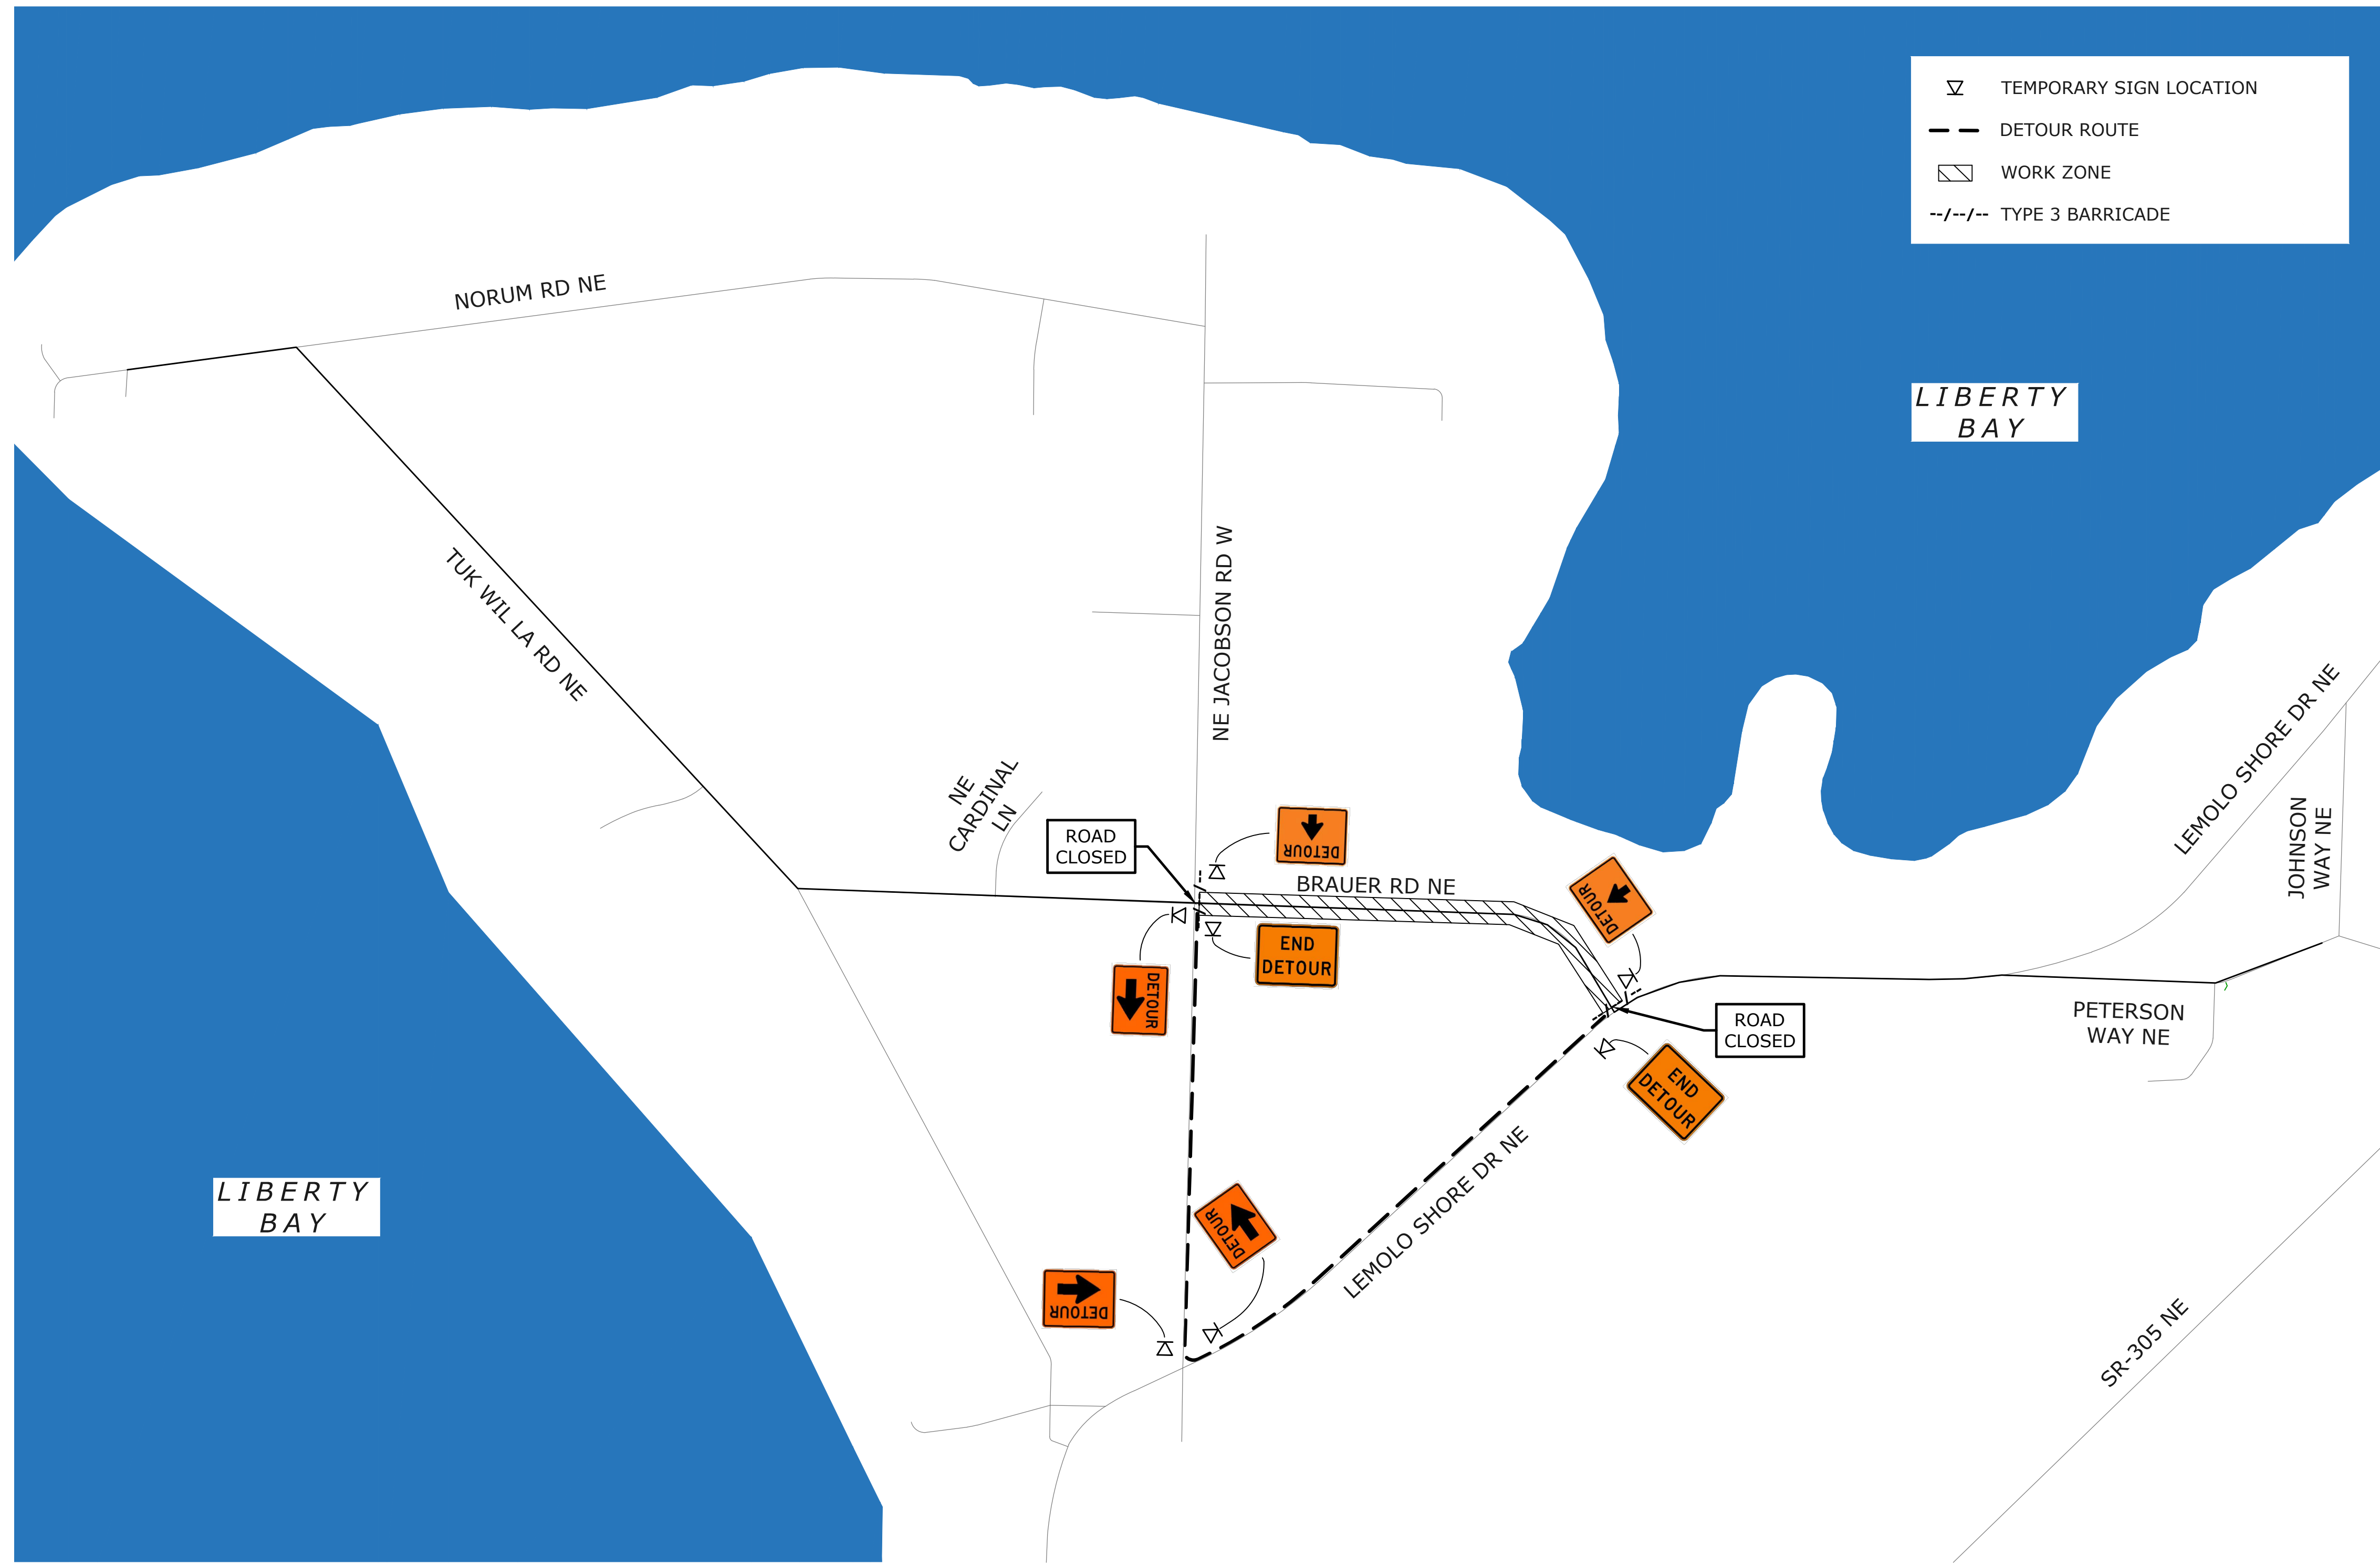 TEMPORARY SIGN LOCATION
DETOUR ROUTE
WORK ZONE
TYPE 3 BARRICADE
NORUM RD NE
LIBERTY
BAY
TUK WIL LA RD NE
NE JACOBSON RD W
LEMOLO SHORE DR NE
JOHNSON
WAY NE
NE
CARDINAL
LN
ROAD
CLOSED
DETOUR
BRAUER RD NE
DETOUR
END
DETOUR
DETOUR
ROAD
CLOSED
PETERSON
WAY NE
END
DETOUR
LEMOLO SHORE DR NE
LIBERTY
BAY
DETOUR
DETOUR
SR-305 NE